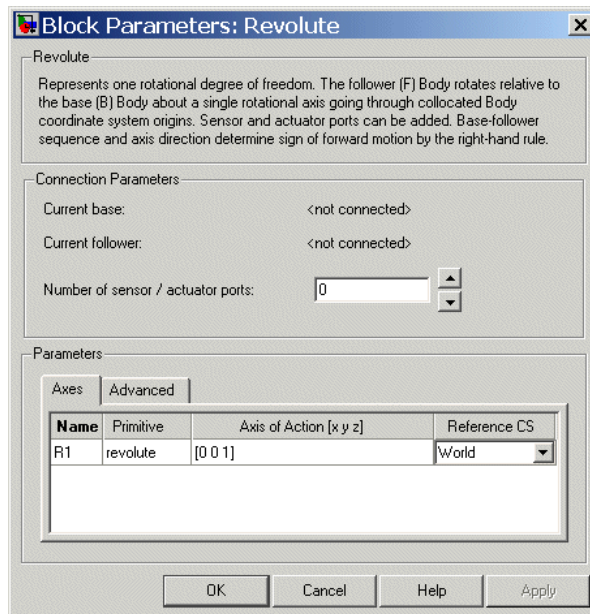 Block Parameters: Revolute
Revolute
Represents one rotational degree of freedom. The follower (F) Body rotates relative to
the base (B) Body about a single rotational axis going through collocated Body
coordinate system origins. Sensor and actuator ports can be added. Base-follower
sequence and axis direction determine sign of forward motion by the right-hand rule.
Connection Parameters
Current base: <not connected>
Current follower: <not connected>
Number of sensor / actuator ports: 0
Parameters
Axes Advanced
Name Primitive Axis of Action [x y z] Reference CS
R1 revolute [0 0 1] World
OK Cancel Help Apply